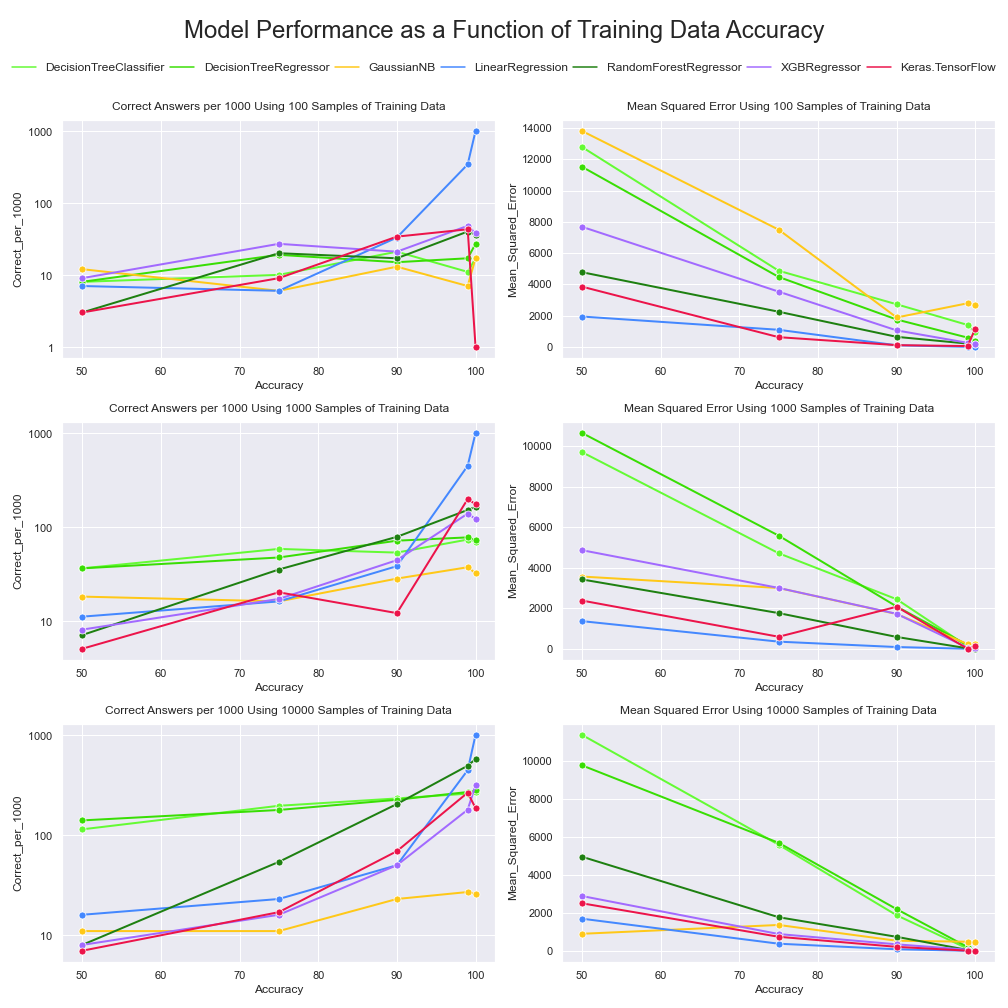 Model Performance as a Function of Training Data Accuracy
DecisionTreeClassifier DecisionTreeRegressor GaussianNB LinearRegression RandomForestRegressor XGBRegressor Keras.TensorFlow
Correct Answers per 1000 Using 100 Samples of Training Data
1000
100
10
1
Correct_per_1000
50 60 70 80 90 100
Accuracy
Mean Squared Error Using 100 Samples of Training Data
14000
12000
10000
8000
6000
4000
2000
0
Mean_Squared_Error
50 60 70 80 90 100
Accuracy
Correct Answers per 1000 Using 1000 Samples of Training Data
1000
100
10
Correct_per_1000
50 60 70 80 90 100
Accuracy
Mean Squared Error Using 1000 Samples of Training Data
10000
8000
6000
4000
2000
0
Mean_Squared_Error
50 60 70 80 90 100
Accuracy
Correct Answers per 1000 Using 10000 Samples of Training Data
1000
100
10
Correct_per_1000
50 60 70 80 90 100
Accuracy
Mean Squared Error Using 10000 Samples of Training Data
10000
8000
6000
4000
2000
0
Mean_Squared_Error
50 60 70 80 90 100
Accuracy